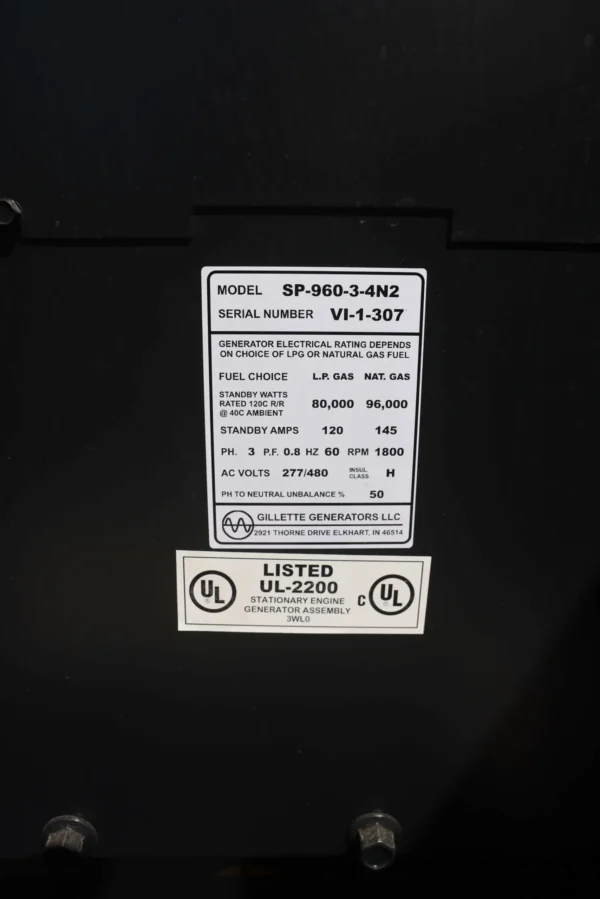 MODEL SP-960-3-4N2
SERIAL NUMBER VI-1-307
GENERATOR ELECTRICAL RATING DEPENDS
ON CHOICE OF LPG OR NATURAL GAS FUEL
FUEL CHOICE L.P. GAS NAT. GAS
STANDBY WATTS
RATED 120C R/R
@ 40C AMBIENT
80,000 96,000
STANDBY AMPS 120 145
PH. 3 P.F. 0.8 HZ 60 RPM 1800
AC VOLTS 277/480 INSUL. CLASS H
PH TO NEUTRAL UNBALANCE % 50
GILLETTE GENERATORS LLC
2921 THORNE DRIVE ELKHART, IN 46514
LISTED
UL-2200
STATIONARY ENGINE
GENERATOR ASSEMBLY
3WL0
UL
C UL